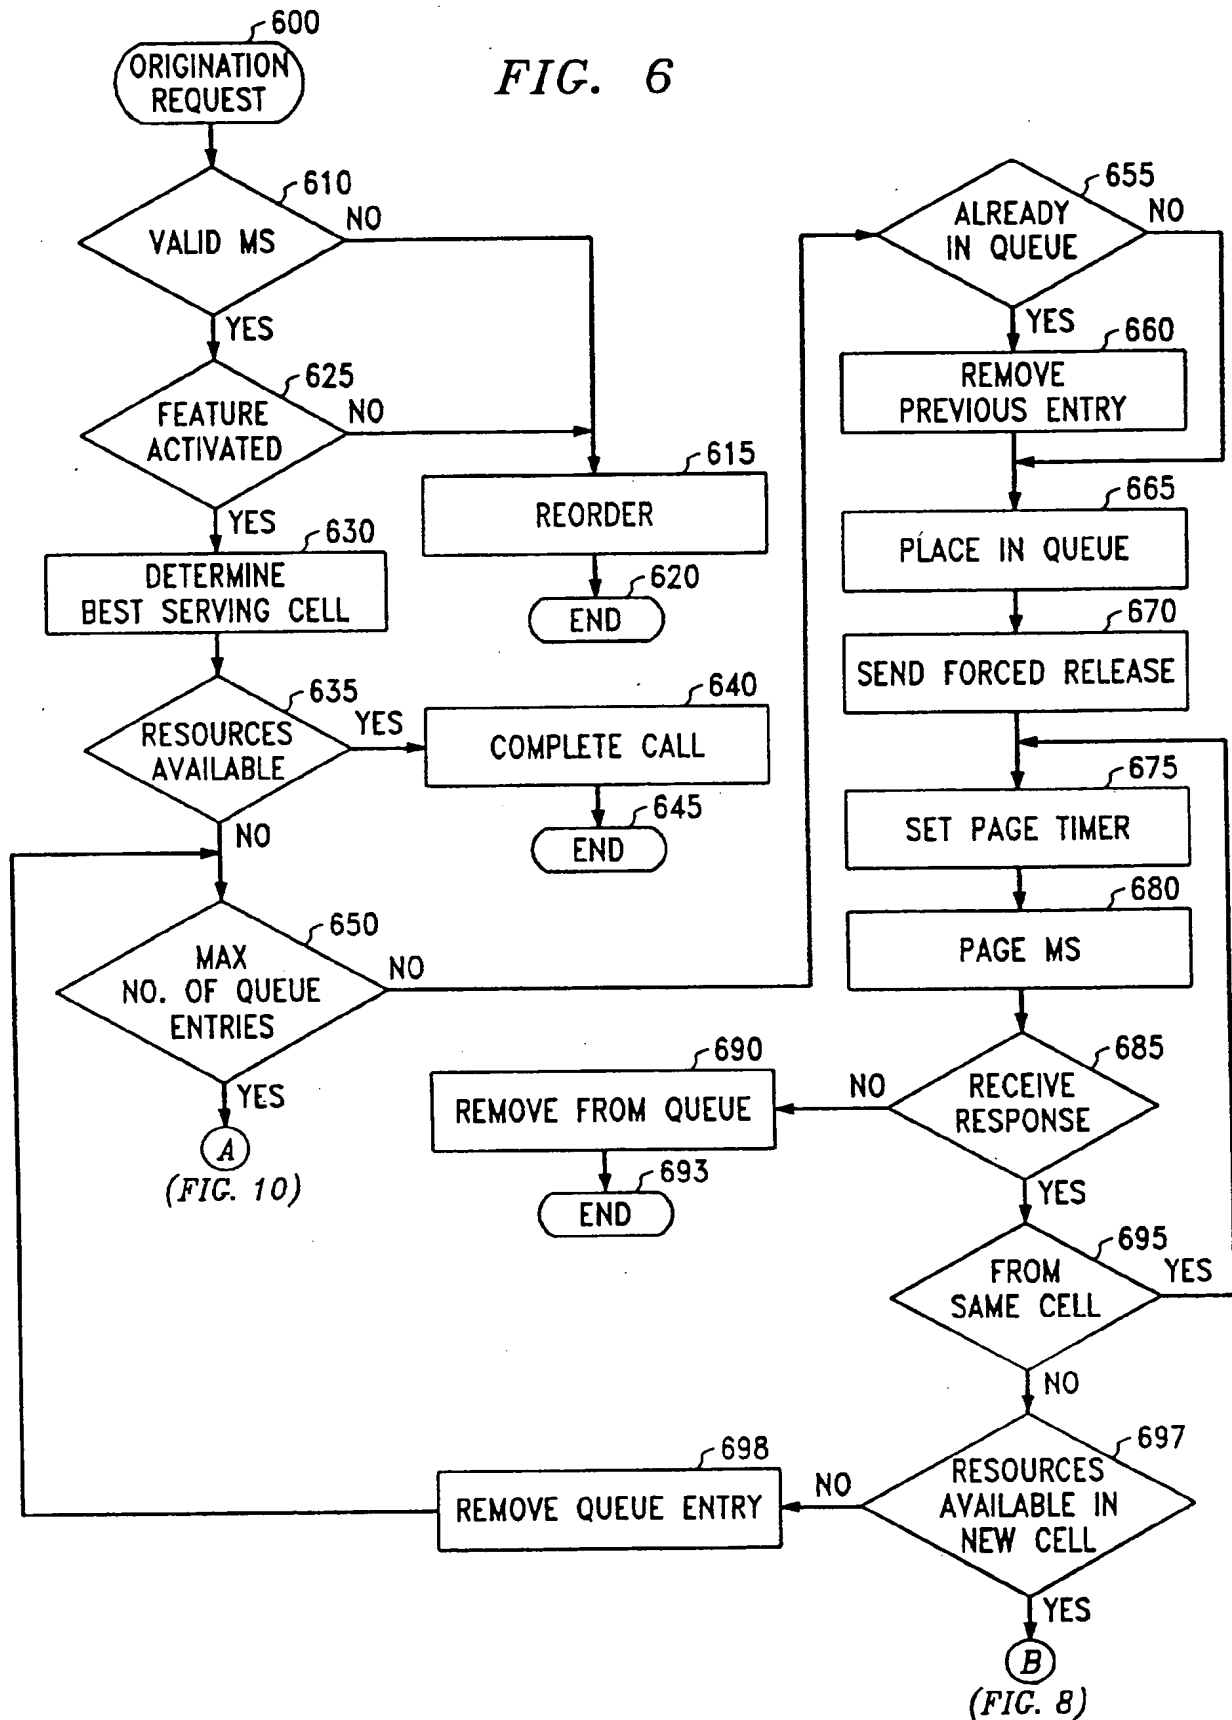 FIG. 6
600
ORIGINATION
REQUEST
610
VALID MS
NO
YES
625
FEATURE
ACTIVATED
NO
YES
615
REORDER
620
END
630
DETERMINE
BEST SERVING CELL
635
RESOURCES
AVAILABLE
YES
NO
640
COMPLETE CALL
645
END
650
MAX
NO. OF QUEUE
ENTRIES
NO
YES
A
(FIG. 10)
655
ALREADY
IN QUEUE
NO
YES
660
REMOVE
PREVIOUS ENTRY
665
PLACE IN QUEUE
670
SEND FORCED RELEASE
675
SET PAGE TIMER
680
PAGE MS
685
RECEIVE
RESPONSE
NO
YES
690
REMOVE FROM QUEUE
693
END
695
FROM
SAME CELL
YES
NO
697
RESOURCES
AVAILABLE IN
NEW CELL
NO
YES
698
REMOVE QUEUE ENTRY
B
(FIG. 8)